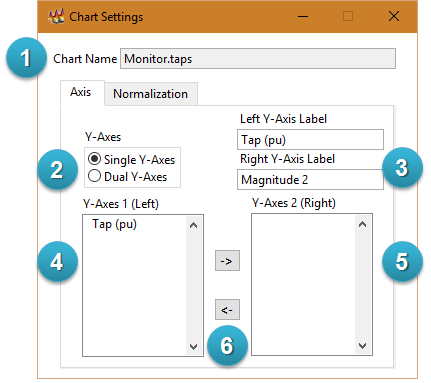 Chart Settings
1
Chart Name Monitor.taps
Axis Normalization
Left Y-Axis Label
Y-Axes
Tap (pu)
2
Single Y-Axes
Right Y-Axis Label
3
Dual Y-Axes
Magnitude 2
Y-Axes 1 (Left) Y-Axes 2 (Right)
Tap (pu)
4
->
5
<-
6